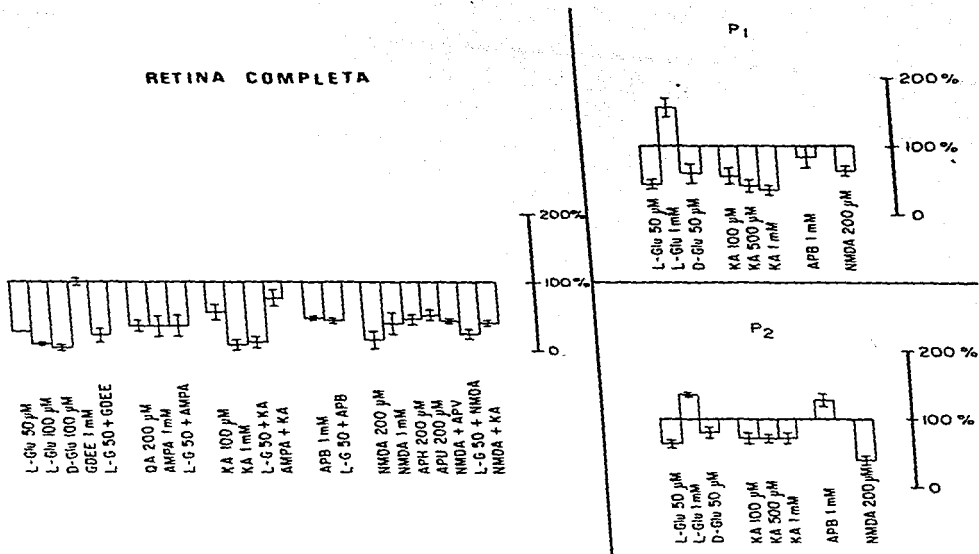 RETINA COMPLETA
200%
100%
0
L-Glu 50 µM
L-Glu 100 µM
D-Glu 100 µM
GDEE 1 mM
L-G 50 + GDEE
QA 200 µM
AMPA 1 mM
L-G 50 + AMPA
KA 100 µM
KA 1 mM
L-G 50 + KA
AMPA + KA
APB 1 mM
L-G 50 + APB
NMDA 200 µM
NMDA 1 mM
APH 200 µM
APV 200 µM
NMDA + APV
L-G 50 + NMDA
NMDA + KA
P1
200%
100%
0
L-Glu 50 µM
L-Glu 1 mM
D-Glu 50 µM
KA 100 µM
KA 500 µM
KA 1 mM
APB 1 mM
NMDA 200 µM
P2
200%
100%
0
L-Glu 50 µM
L-Glu 1 mM
D-Glu 50 µM
KA 100 µM
KA 500 µM
KA 1 mM
APB 1 mM
NMDA 200 µM